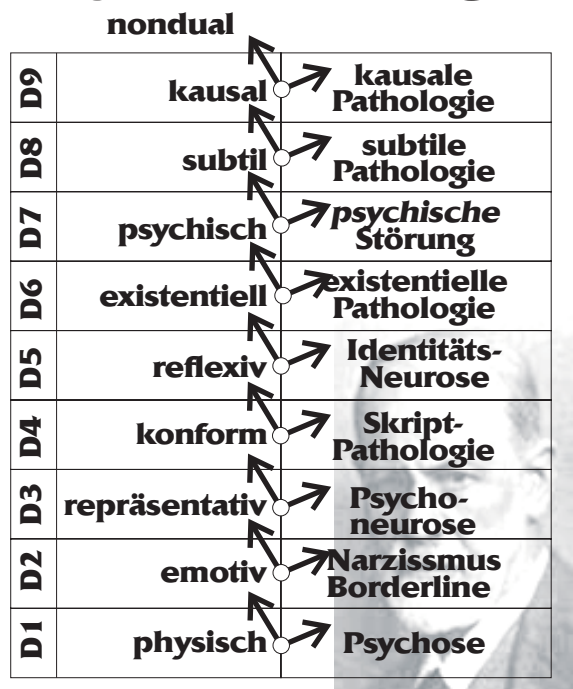 nondual
D9
kausal
kausale
Pathologie
D8
subtil
subtile
Pathologie
D7
psychisch
psychische
Störung
D6
existentiell
existentielle
Pathologie
D5
reflexiv
Identitäts-
Neurose
D4
konform
Skript-
Pathologie
D3
repräsentativ
Psycho-
neurose
D2
emotiv
Narzissmus
Borderline
D1
physisch
Psychose